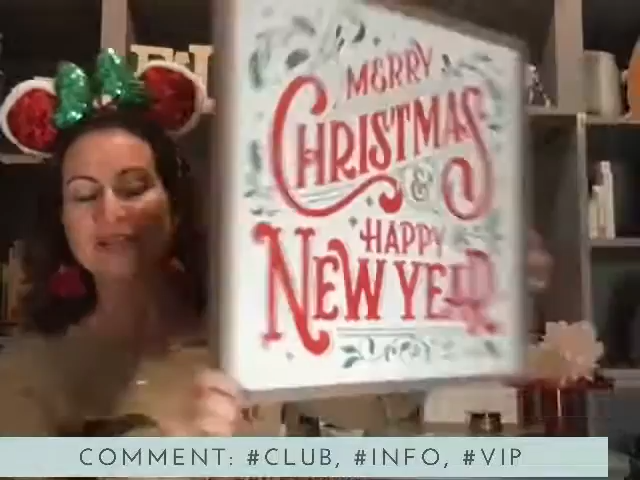 MERRY
CHRISTMAS
&
HAPPY
NEW YEAR
COMMENT: #CLUB, #INFO, #VIP